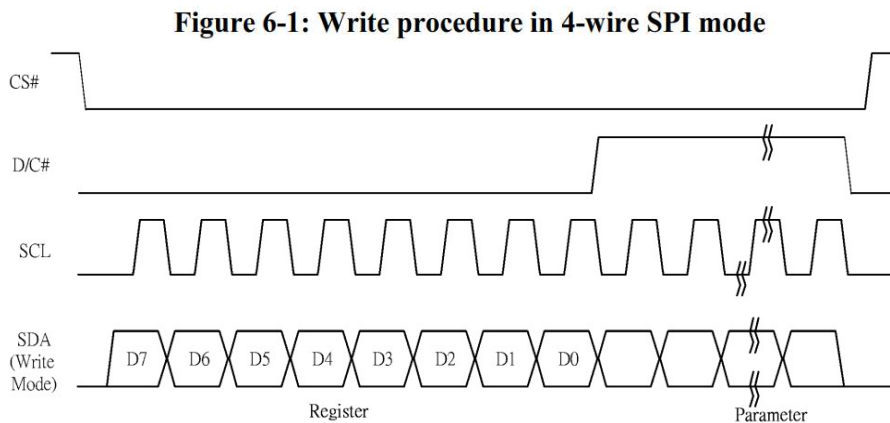 Figure 6-1: Write procedure in 4-wire SPI mode
CS#
D/C#
SCL
SDA
(Write
Mode)
D7 D6 D5 D4 D3 D2 D1 D0
Register Parameter